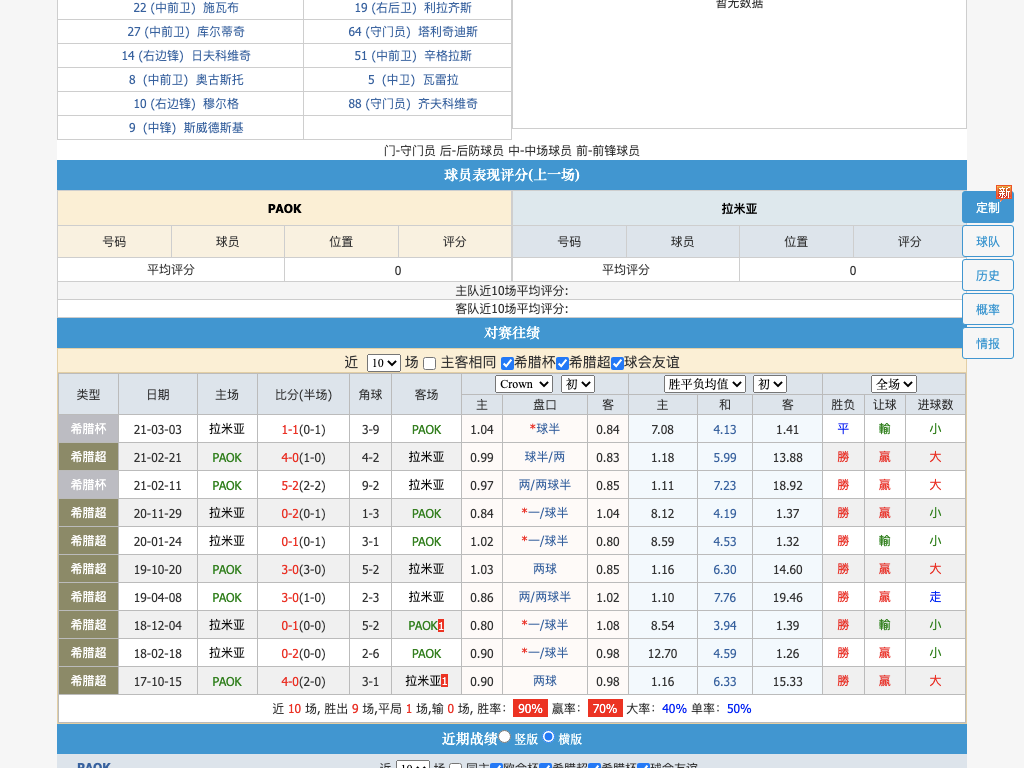 22 (中前卫) 施瓦布 19 (右后卫) 利拉齐斯 暂无数据
27 (中前卫) 库尔蒂奇 64 (守门员) 塔利奇迪斯
14 (右边锋) 日夫科维奇 51 (中前卫) 辛格拉斯
8 (中前卫) 奥古斯托 5 (中卫) 瓦雷拉
10 (右边锋) 穆尔格 88 (守门员) 齐夫科维奇
9 (中锋) 斯威德斯基
门-守门员 后-后防球员 中-中场球员 前-前锋球员
球员表现评分(上一场)
新
PAOK 拉米亚 定制
号码 球员 位置 评分 号码 球员 位置 评分 球队
平均评分 0 平均评分 0 历史
主队近10场平均评分:
客队近10场平均评分: 概率
对赛往绩 情报
近 10 场 主客相同 希腊杯 希腊超 球会友谊
类型 日期 主场 比分(半场) 角球 客场 Crown 初 胜平负均值 初 全场
主 盘口 客 主 和 客 胜负 让球 进球数
希腊杯 21-03-03 拉米亚 1-1(0-1) 3-9 PAOK 1.04 *球半 0.84 7.08 4.13 1.41 平 輸 小
希腊超 21-02-21 PAOK 4-0(1-0) 4-2 拉米亚 0.99 球半/两 0.83 1.18 5.99 13.88 勝 贏 大
希腊杯 21-02-11 PAOK 5-2(2-2) 9-2 拉米亚 0.97 两/两球半 0.85 1.11 7.23 18.92 勝 贏 大
希腊超 20-11-29 拉米亚 0-2(0-1) 1-3 PAOK 0.84 *一/球半 1.04 8.12 4.19 1.37 勝 贏 小
希腊超 20-01-24 拉米亚 0-1(0-1) 3-1 PAOK 1.02 *一/球半 0.80 8.59 4.53 1.32 勝 輸 小
希腊超 19-10-20 PAOK 3-0(3-0) 5-2 拉米亚 1.03 两球 0.85 1.16 6.30 14.60 勝 贏 大
希腊超 19-04-08 PAOK 3-0(1-0) 2-3 拉米亚 0.86 两/两球半 1.02 1.10 7.76 19.46 勝 贏 走
希腊超 18-12-04 拉米亚 0-1(0-0) 5-2 PAOK1 0.80 *一/球半 1.08 8.54 3.94 1.39 勝 輸 小
希腊超 18-02-18 拉米亚 0-2(0-0) 2-6 PAOK 0.90 *一/球半 0.98 12.70 4.59 1.26 勝 贏 小
希腊超 17-10-15 PAOK 4-0(2-0) 3-1 拉米亚1 0.90 两球 0.98 1.16 6.33 15.33 勝 贏 大
近 10 场, 胜出 9 场,平局 1 场,输 0 场, 胜率: 90% 赢率: 70% 大率: 40% 单率: 50%
近期战绩 竖版 横版
PAOK 近 10 场 同主 欧会杯 希腊超 希腊杯 球会友谊